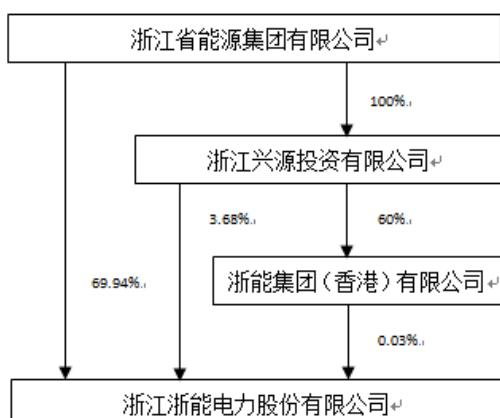 浙江省能源集团有限公司
100%
浙江兴源投资有限公司
3.68%
60%
69.94%
浙能集团（香港）有限公司
0.03%
浙江浙能电力股份有限公司